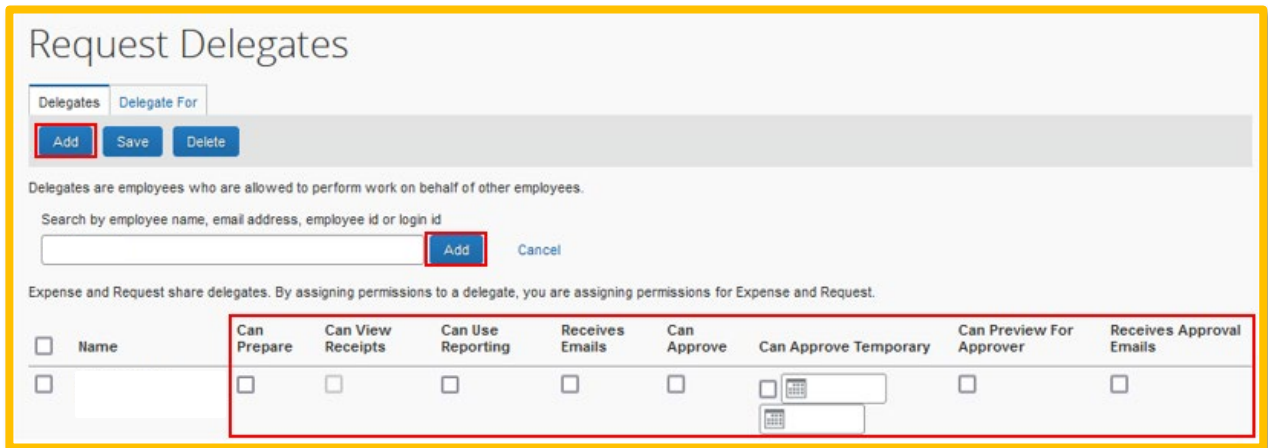 Request Delegates
Delegates Delegate For
Add Save Delete
Delegates are employees who are allowed to perform work on behalf of other employees.
Search by employee name, email address, employee id or login id
Add Cancel
Expense and Request share delegates. By assigning permissions to a delegate, you are assigning permissions for Expense and Request.
Name Can Prepare Can View Receipts Can Use Reporting Receives Emails Can Approve Can Approve Temporary Can Preview For Approver Receives Approval Emails